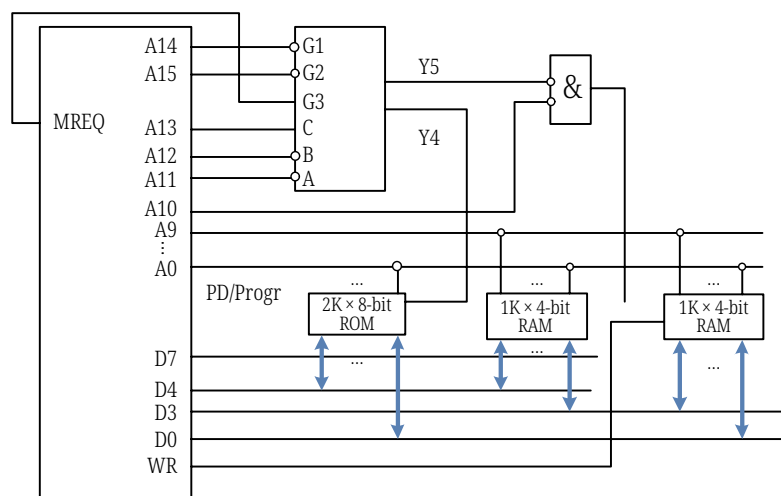 A14
G1
A15
G2
Y5
&
G3
MREQ
A13
C
Y4
A12
B
A11
A
A10
A9
⋮
A0
PD/Progr
...
...
...
2K × 8-bit
ROM
1K × 4-bit
RAM
1K × 4-bit
RAM
D7
...
...
...
D4
D3
D0
WR